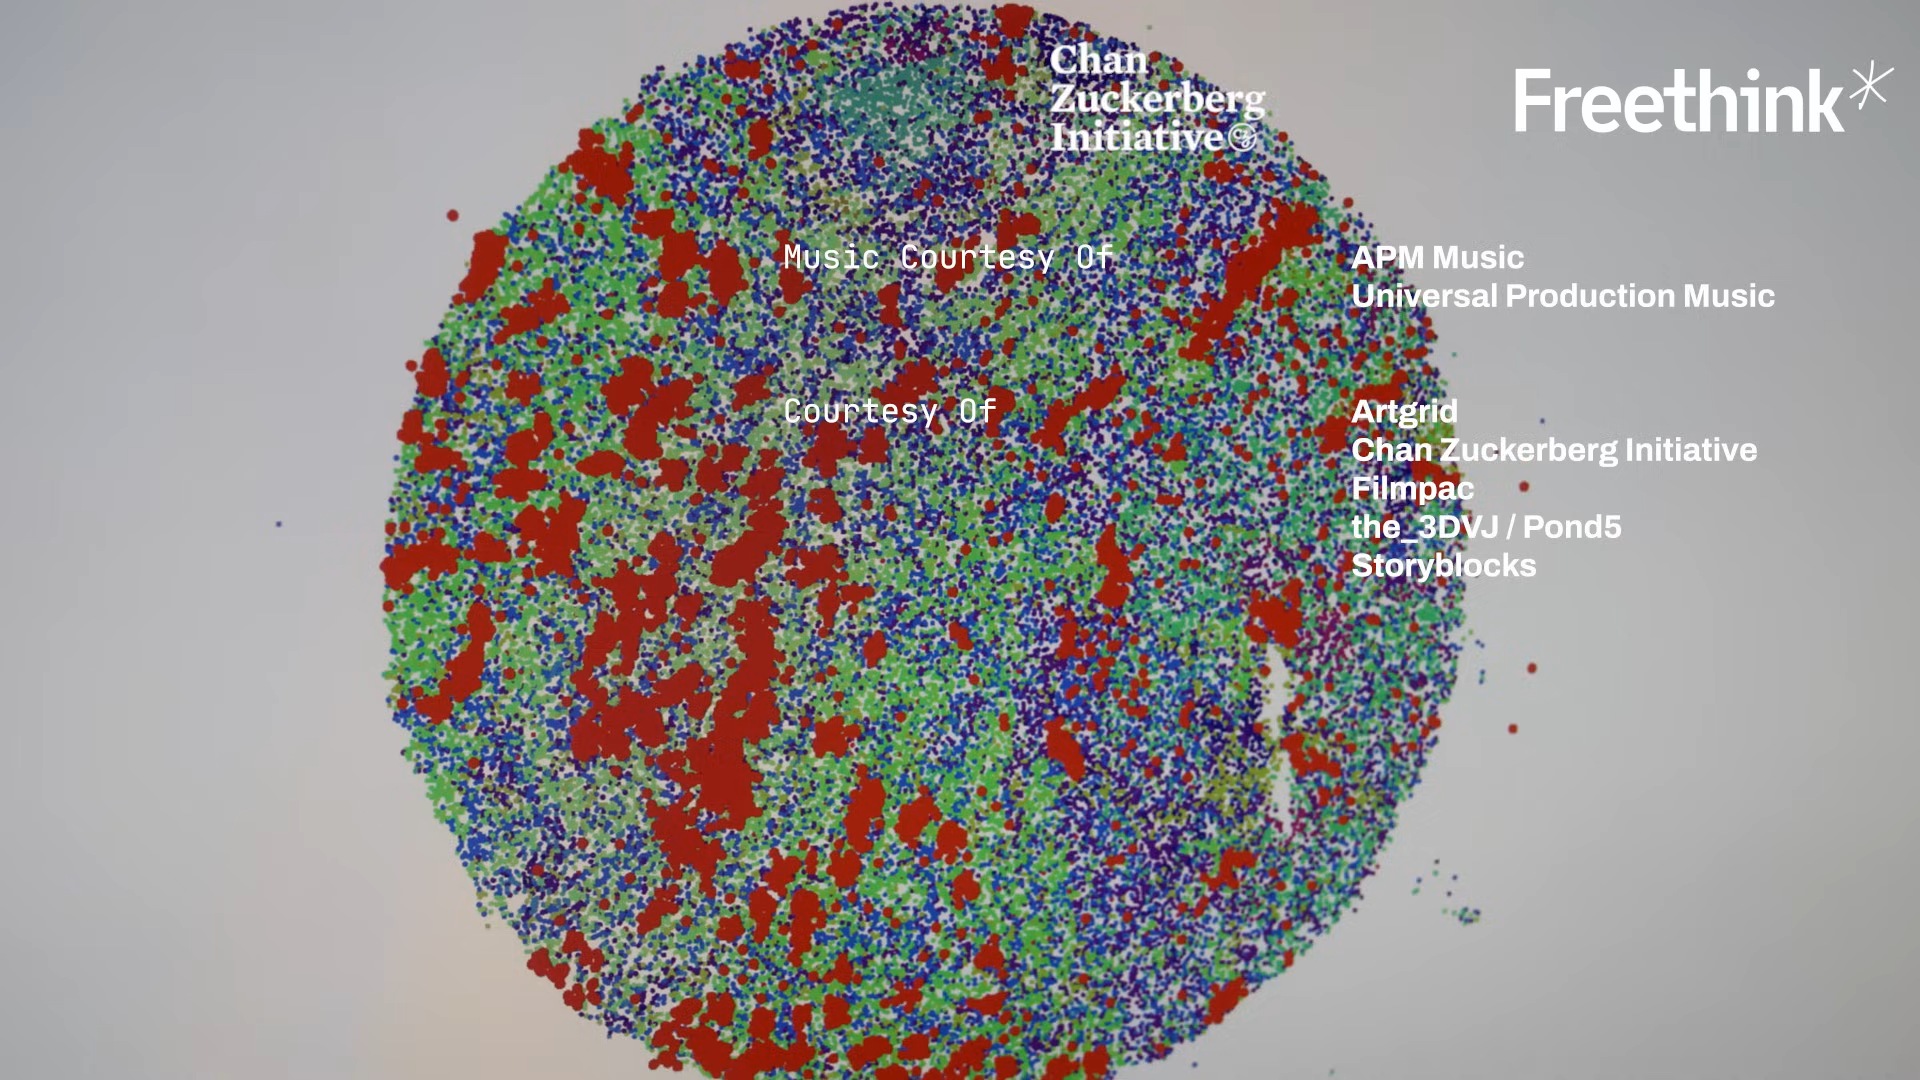 Chan
Zuckerberg
Initiative
Freethink
Music Courtesy Of
APM Music
Universal Production Music
Courtesy Of
Artgrid
Chan Zuckerberg Initiative
Filmpac
the_3DVJ / Pond5
Storyblocks